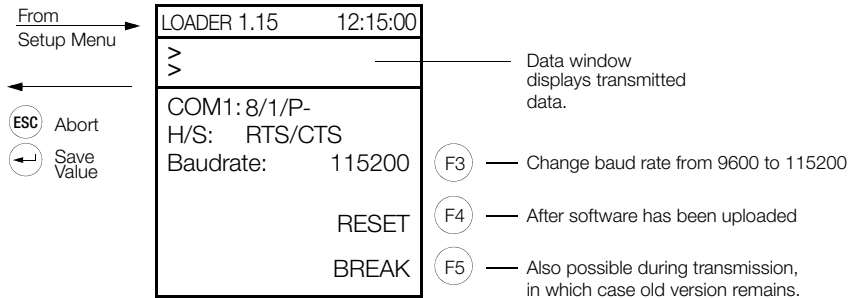 From
Setup Menu
LOADER 1.15 12:15:00
>
>
Data window
displays transmitted
data.
ESC Abort
Save
Value
COM1: 8/1/P-
H/S: RTS/CTS
Baudrate: 115200
F3 Change baud rate from 9600 to 115200
RESET F4 After software has been uploaded
BREAK F5 Also possible during transmission,
in which case old version remains.